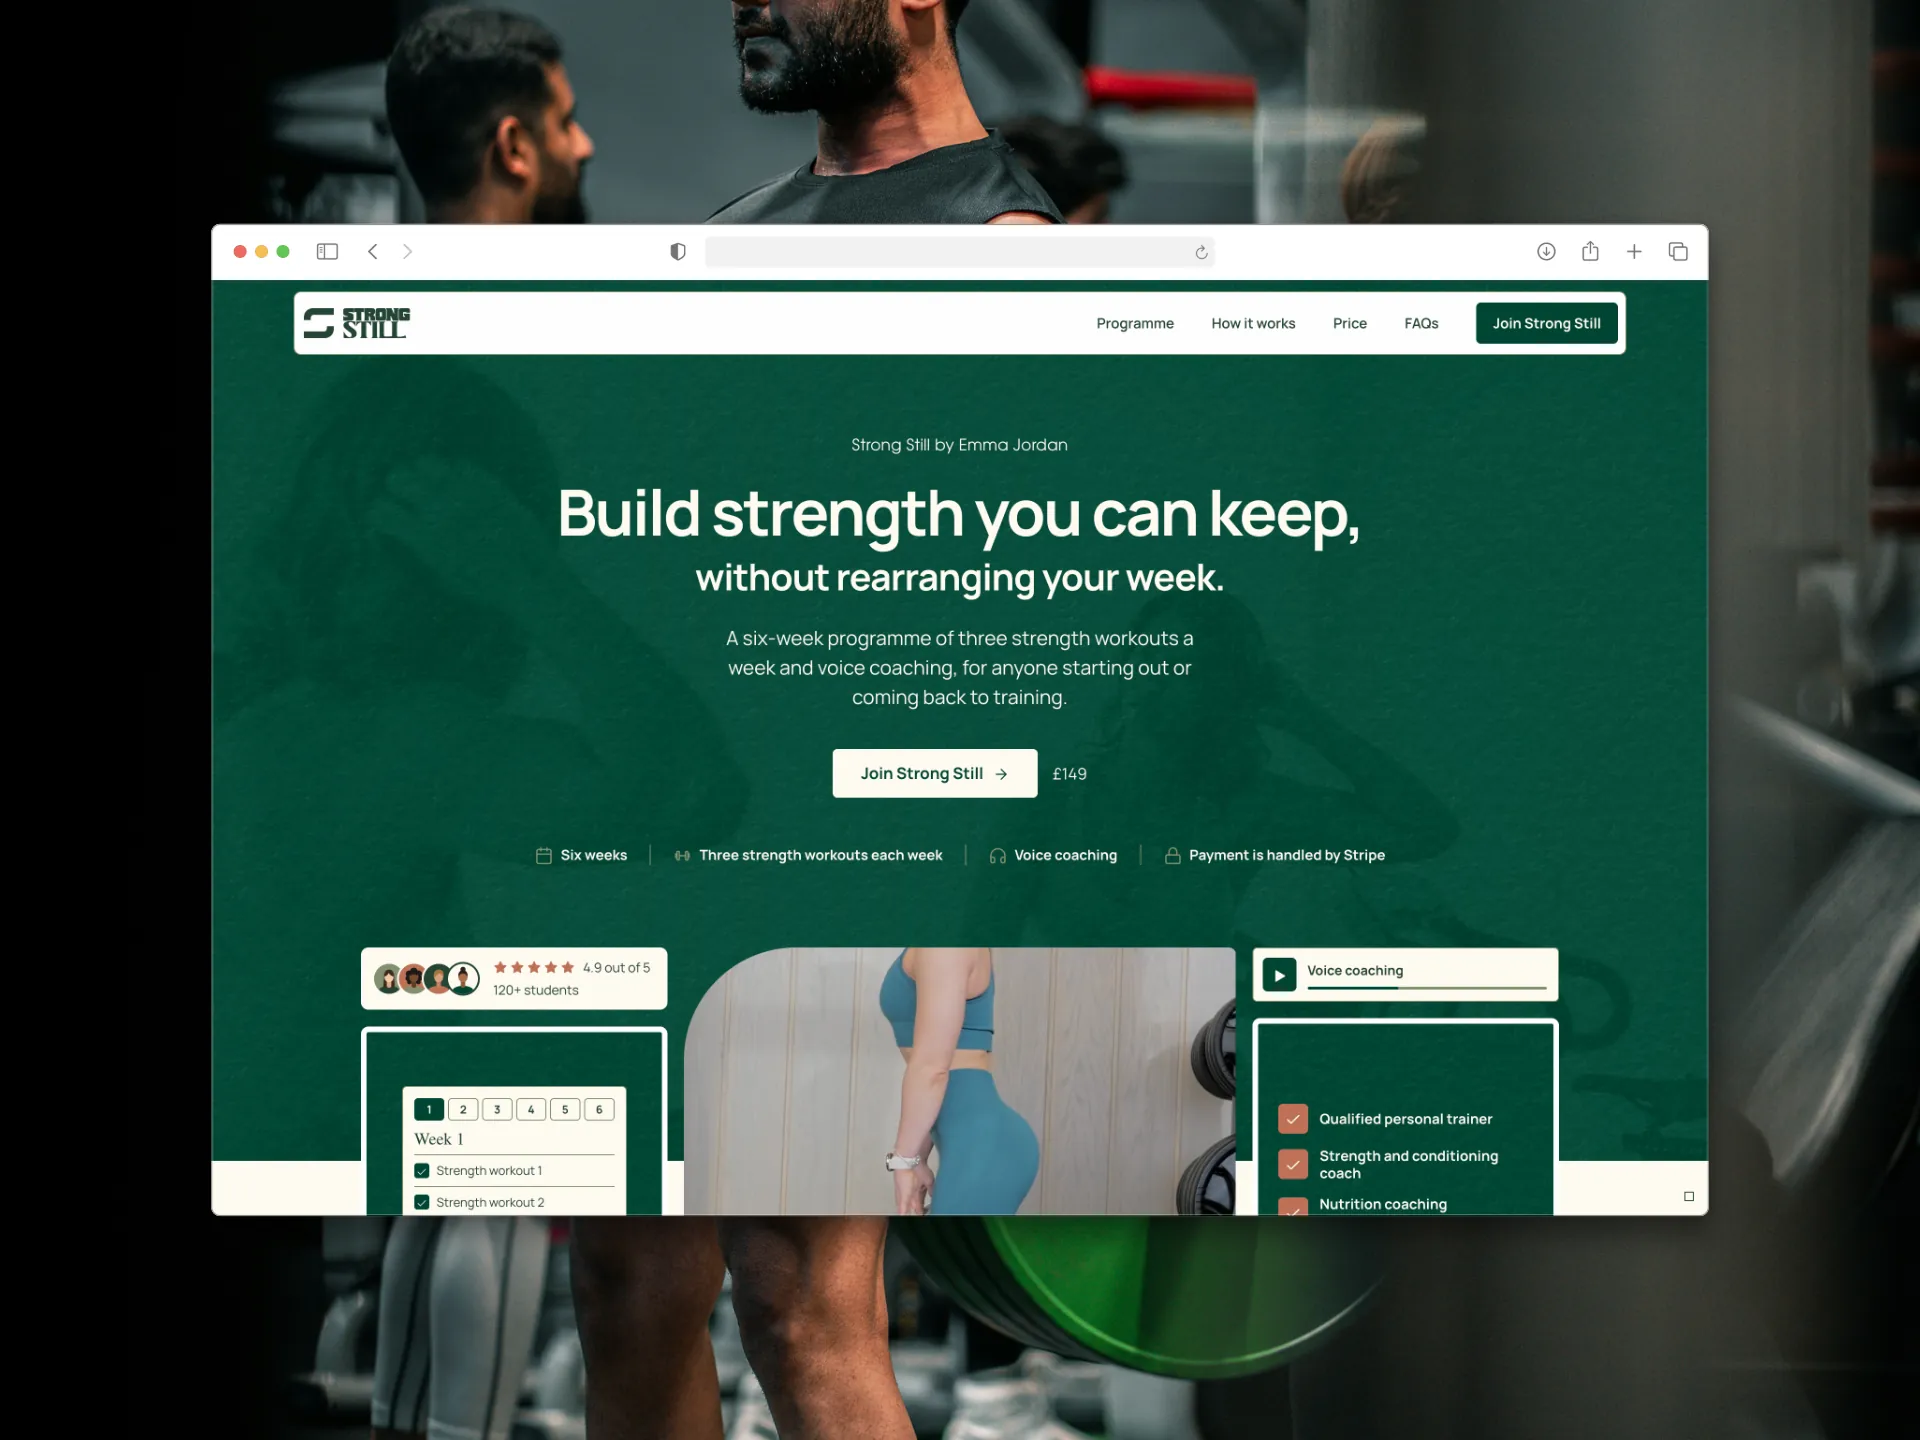 STRONG
STILL
Programme
How it works
Price
FAQs
Join Strong Still
Strong Still by Emma Jordan
Build strength you can keep,
without rearranging your week.
A six-week programme of three strength workouts a
week and voice coaching, for anyone starting out or
coming back to training.
Join Strong Still →
£149
Six weeks
Three strength workouts each week
Voice coaching
Payment is handled by Stripe
4.9 out of 5
120+ students
1 2 3 4 5 6
Week 1
Strength workout 1
Strength workout 2
Voice coaching
Qualified personal trainer
Strength and conditioning
coach
Nutrition coaching